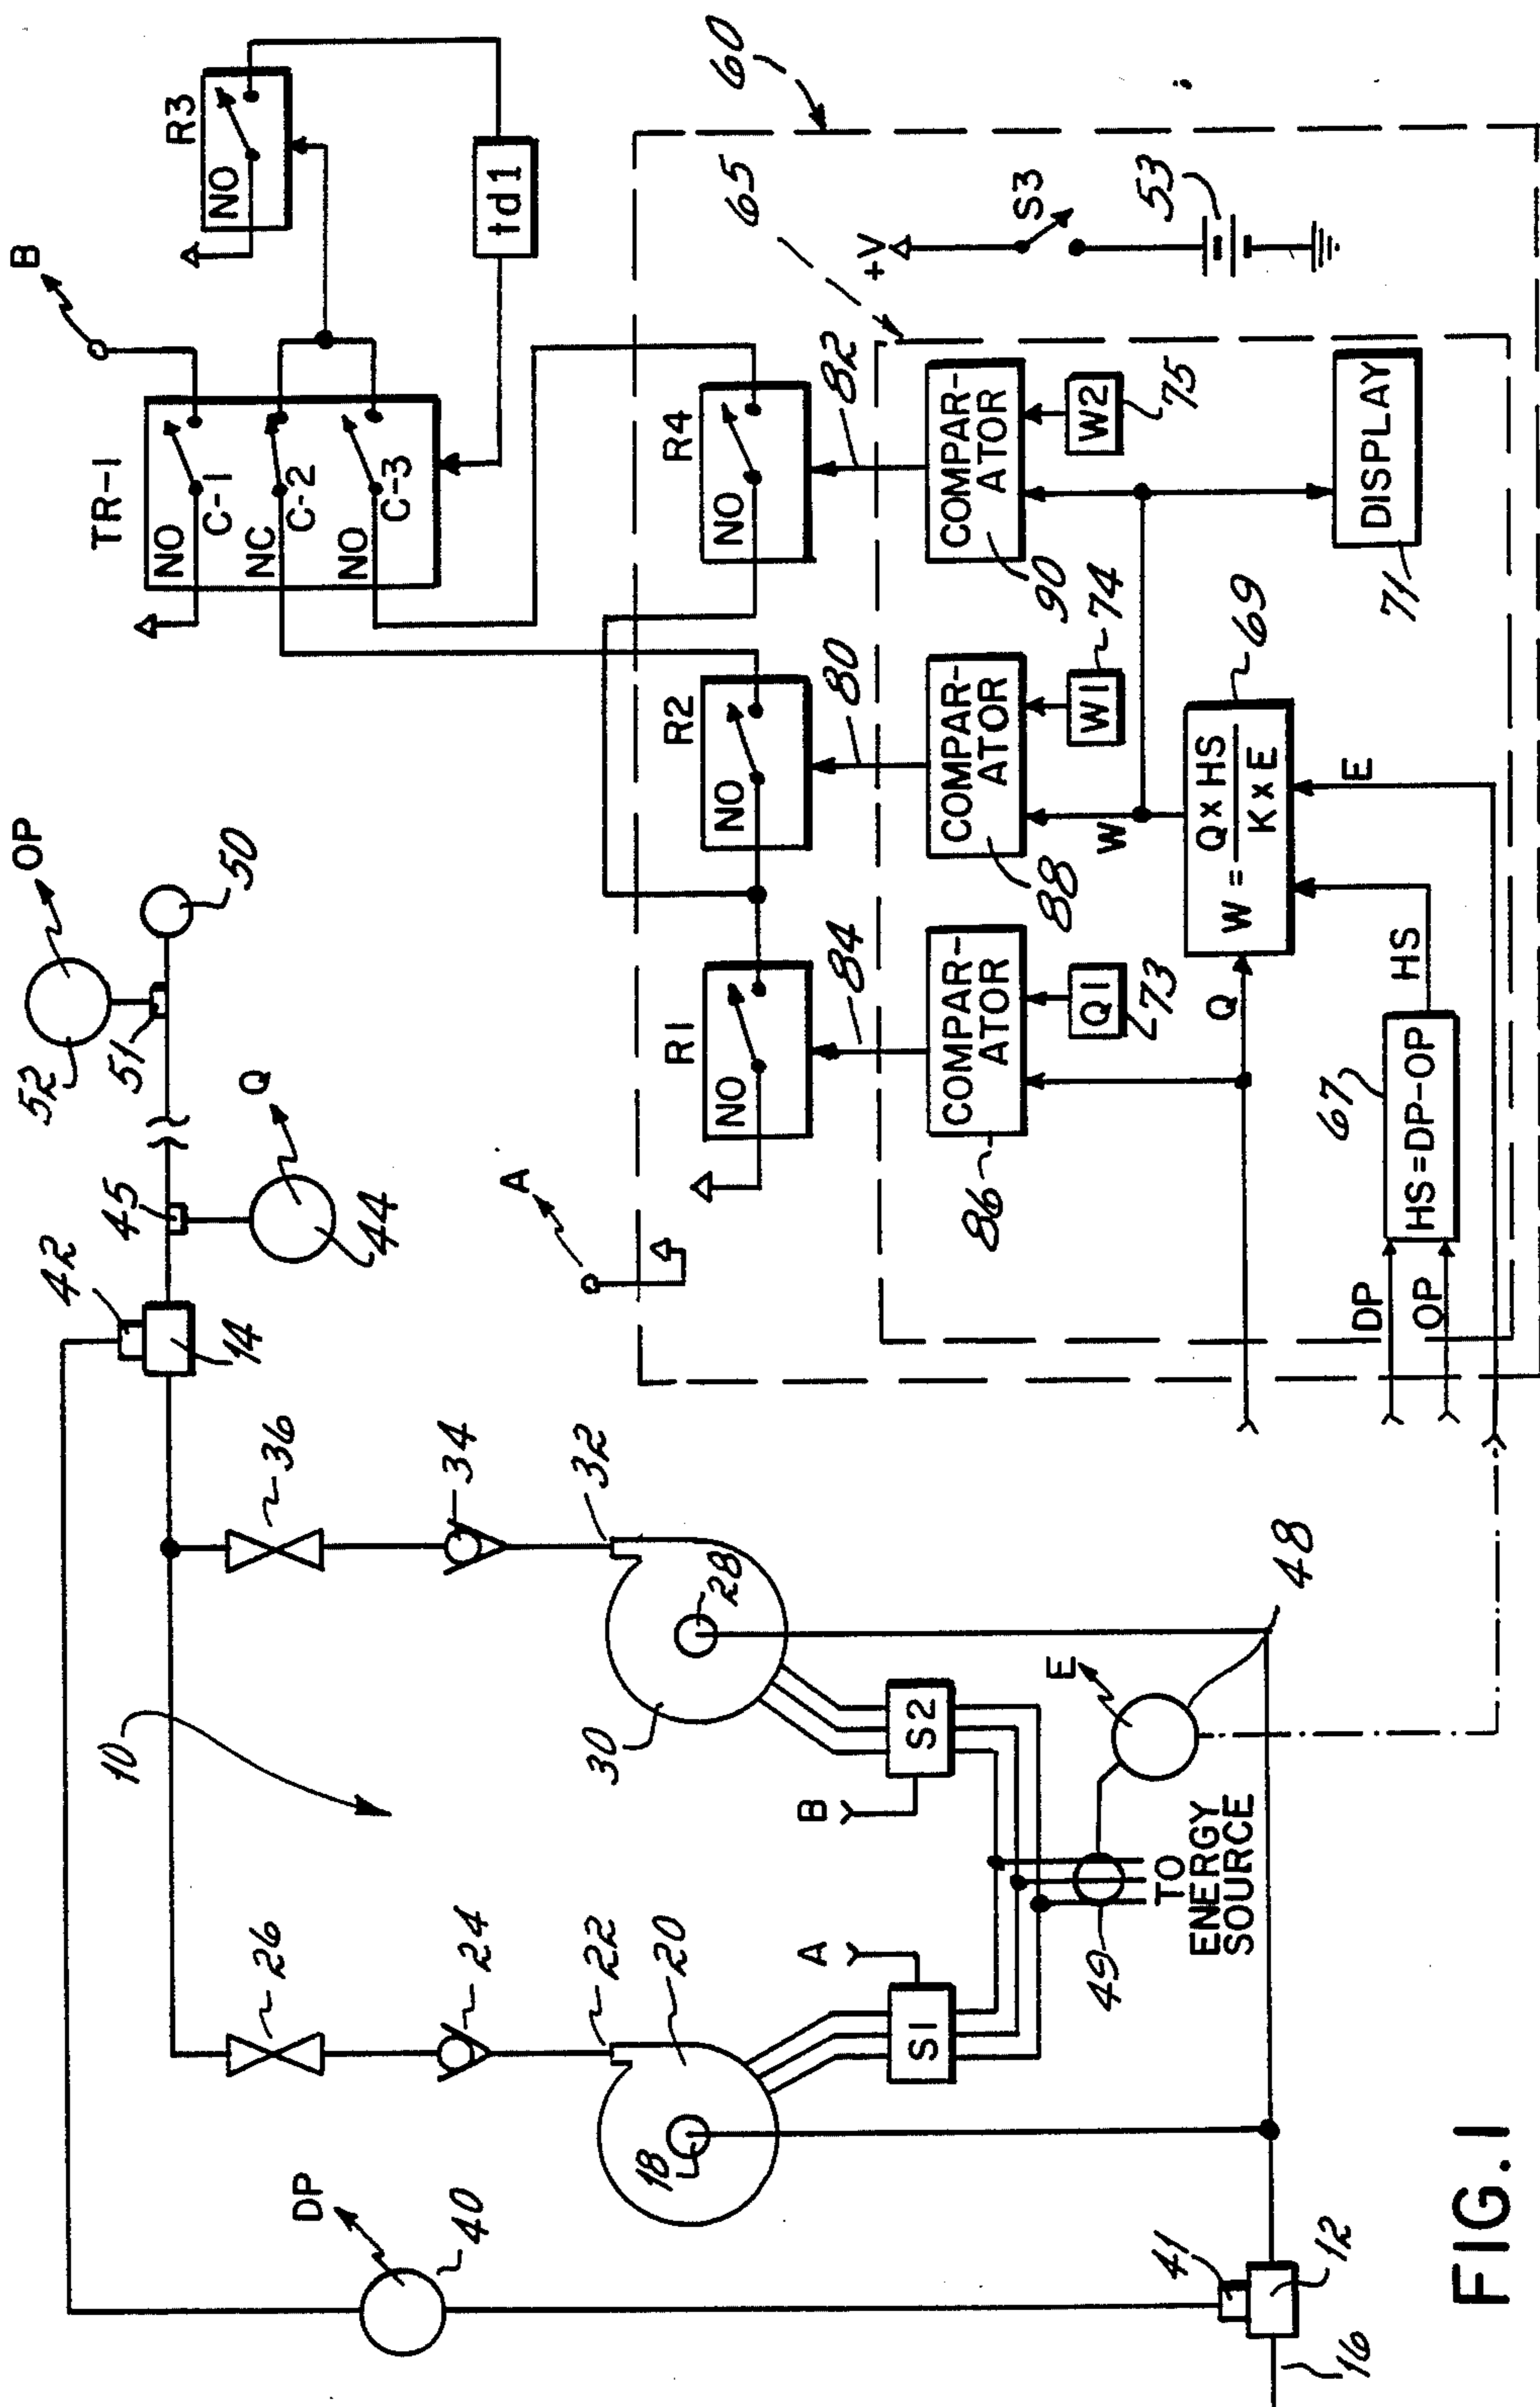 OP
B
52
51
50
TR-1
R3
NO
NO
C-1
NC
C-2
NO
C-3
td1
42
45
14
Q
44
10
26
36
24
34
22
32
20
18
30
28
DP
40
A
S1
B
S2
E
48
49
TO
ENERGY
SOURCE
41
12
16
A
60
65
R1
NO
R2
NO
R4
NO
84
80
82
COMPAR-
ATOR
COMPAR-
ATOR
COMPAR-
ATOR
86
88
90
Q1
73
W1
74
W2
75
+V
S3
53
W
Q
W = Q x HS
K x E
69
E
DISPLAY
71
67
HS=DP-OP
HS
DP
OP
FIG. 1